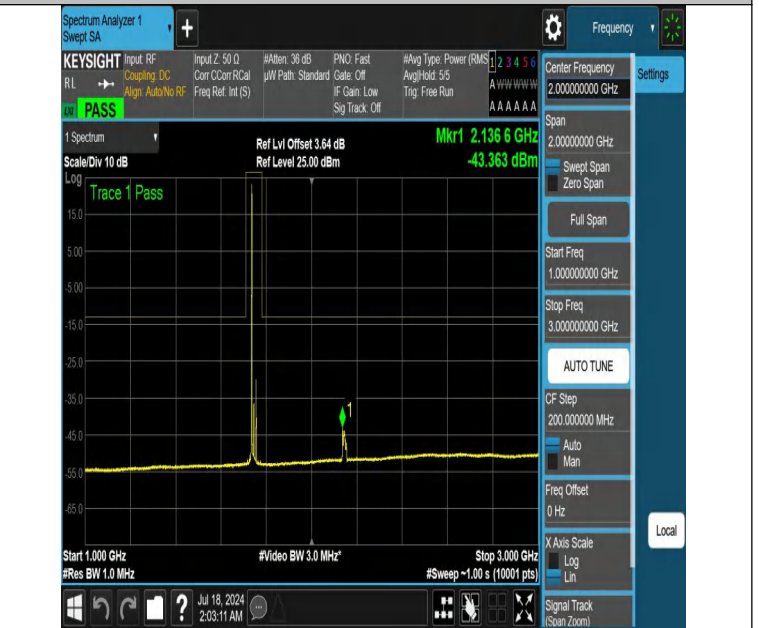 Spectrum Analyzer 1
Swept SA
+
Frequency
KEYSIGHT
RL
PASS
Input: RF
Coupling: DC
Align: Auto/No RF
Input Z: 50 Ω
Corr CCorr RCal
Freq Ref: Int (S)
#Atten: 36 dB
µW Path: Standard
PNO: Fast
Gate: Off
IF Gain: Low
Sig Track: Off
#Avg Type: Power (RMS
Avg|Hold: 5/5
Trig: Free Run
1 2 3 4 5 6
A W W W W W
A A A A A A
1 Spectrum
Scale/Div 10 dB
Ref Lvl Offset 3.64 dB
Ref Level 25.00 dBm
Mkr1 2.136 6 GHz
-43.363 dBm
Log
Trace 1 Pass
15.0
5.00
-5.00
-15.0
-25.0
-35.0
-45.0
-55.0
-65.0
1
Start 1.000 GHz
#Res BW 1.0 MHz
#Video BW 3.0 MHz*
Stop 3.000 GHz
#Sweep ~1.00 s (10001 pts)
?
Jul 18, 2024
2:03:11 AM
Center Frequency
2.000000000 GHz
Settings
Span
2.00000000 GHz
Swept Span
Zero Span
Full Span
Start Freq
1.000000000 GHz
Stop Freq
3.000000000 GHz
AUTO TUNE
CF Step
200.000000 MHz
Auto
Man
Freq Offset
0 Hz
X Axis Scale
Log
Lin
Local
Signal Track
(Span Zoom)